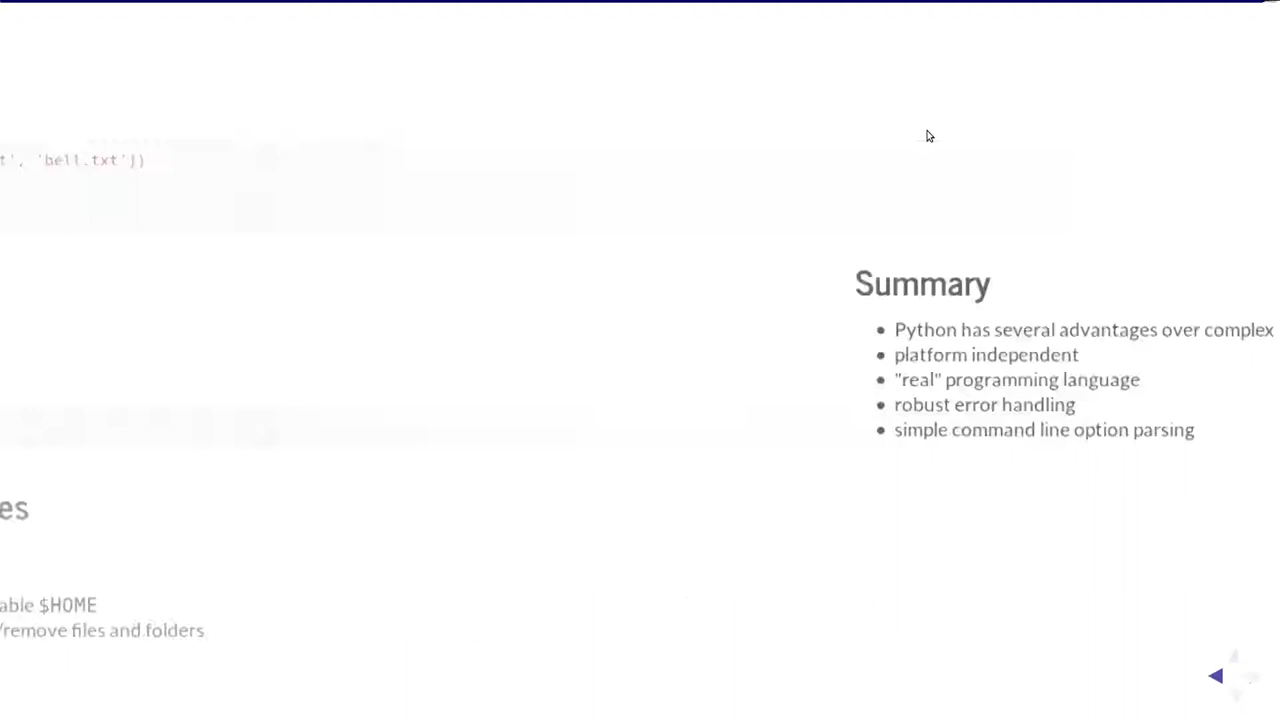 t', 'bell.txt'])
Summary
Python has several advantages over complex
platform independent
"real" programming language
robust error handling
simple command line option parsing
es
able $HOME
/remove files and folders